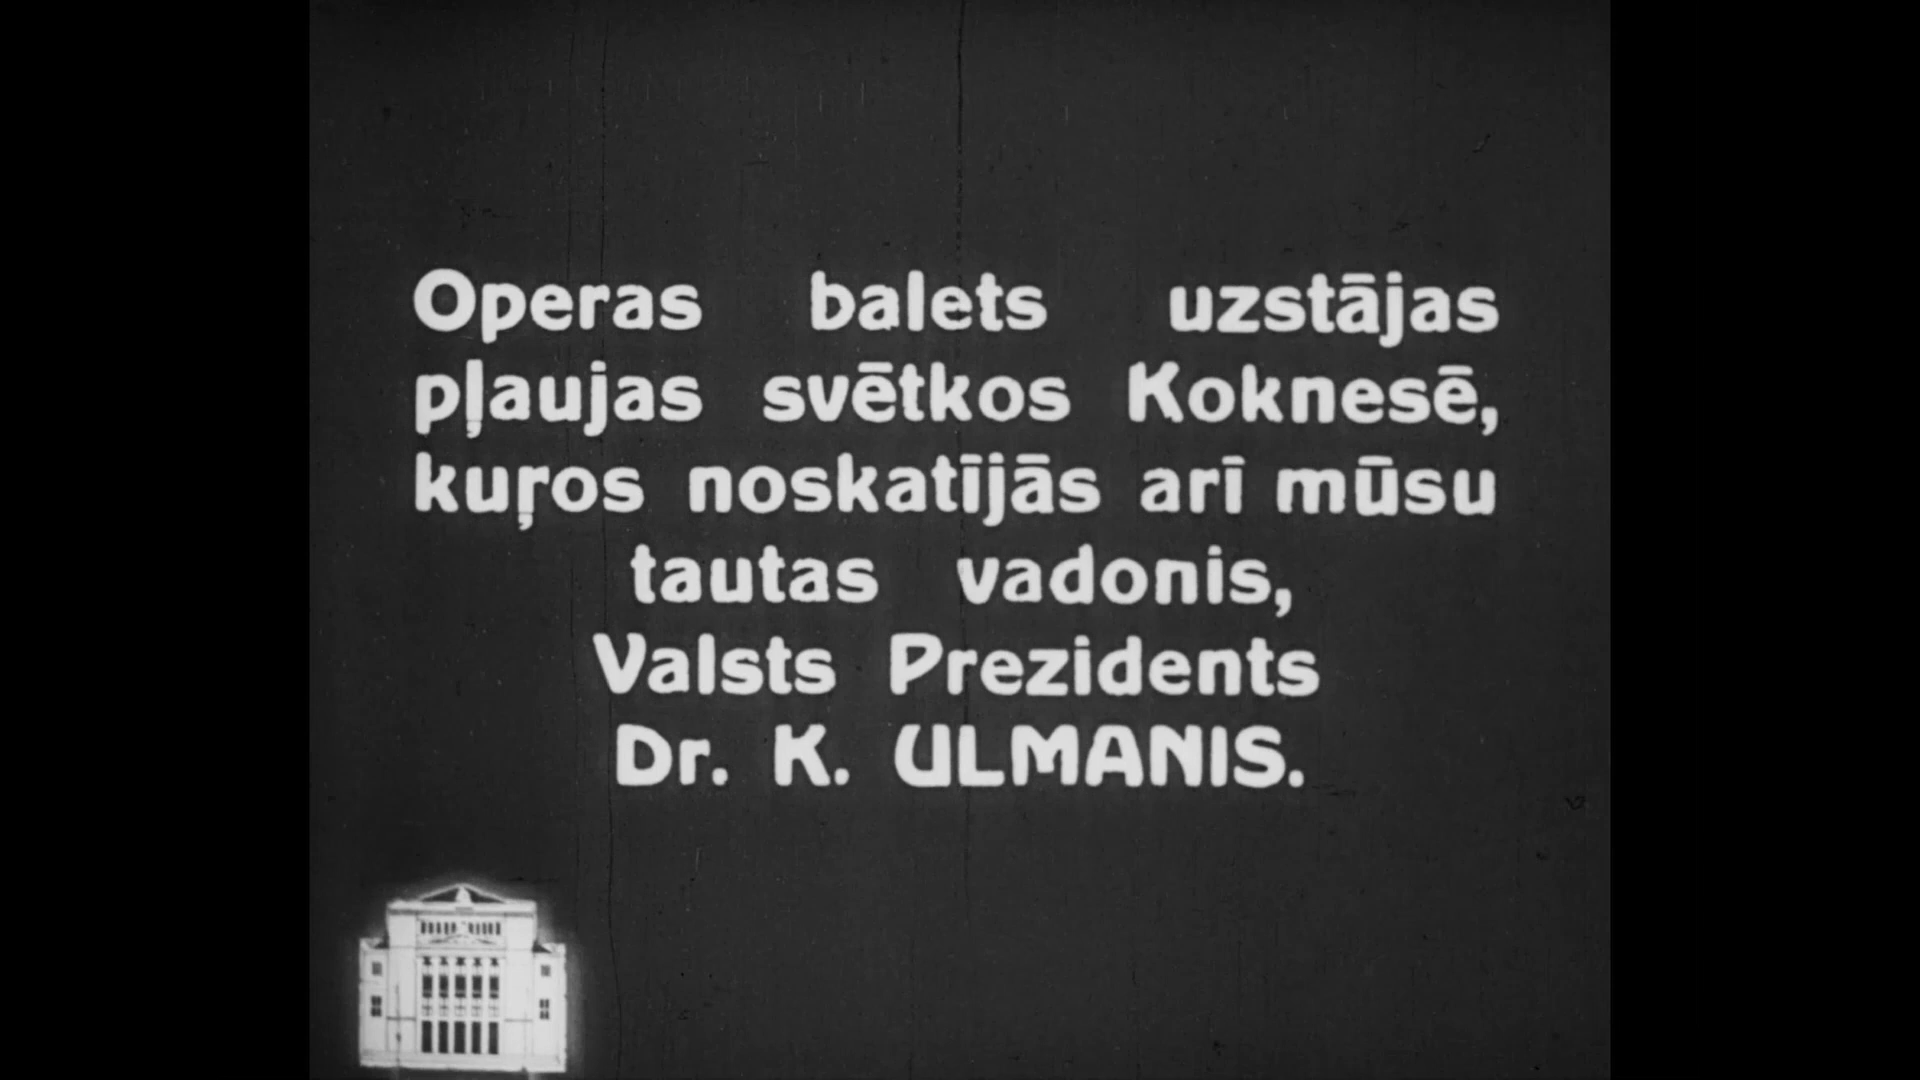 Operas balets uzstājas
pļaujas svētkos Koknesē,
kuŗos noskatījās arī mūsu
tautas vadonis,
Valsts Prezidents
Dr. K. ULMANIS.